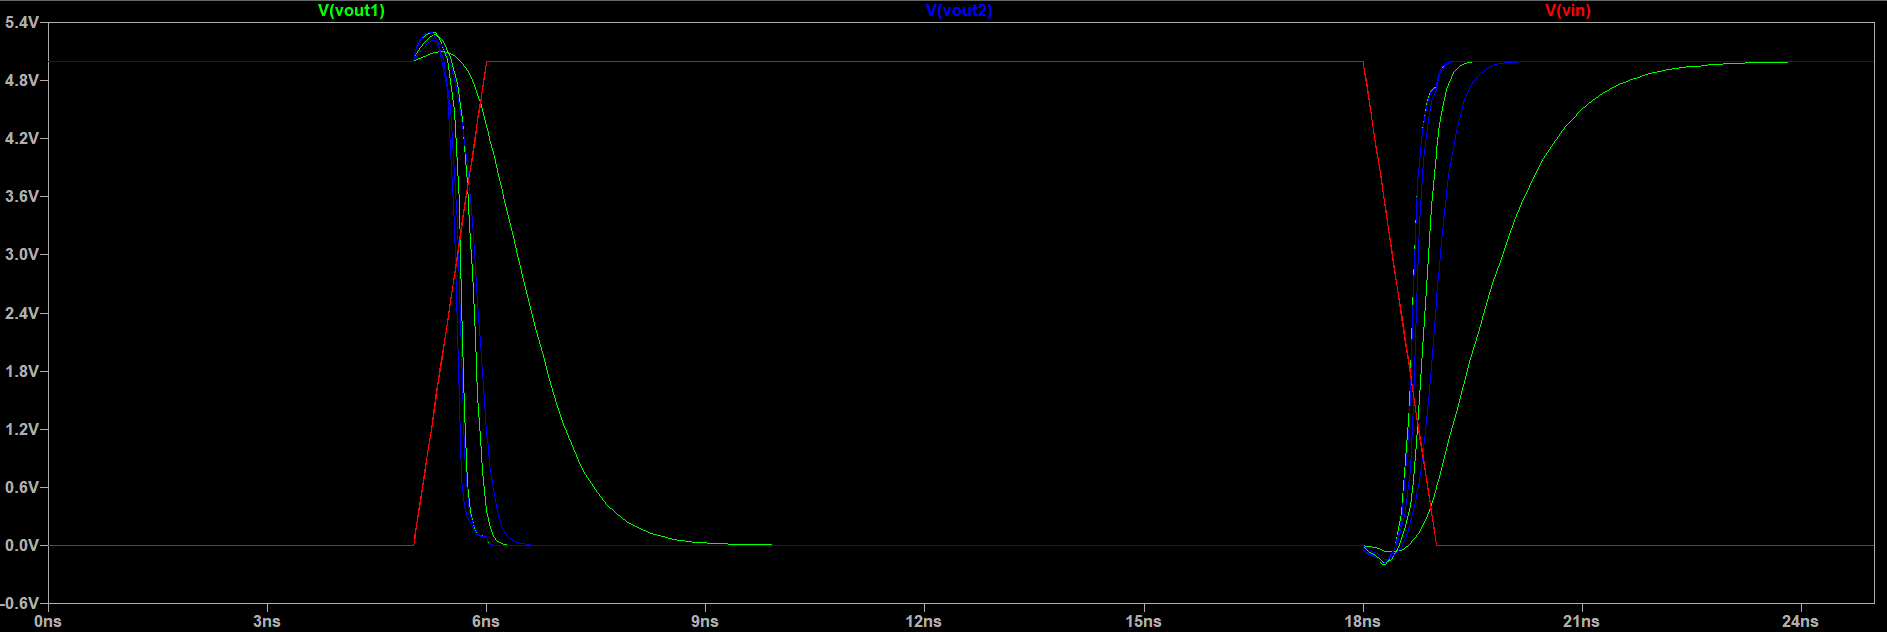 V(vout1) V(vout2) V(vin)
5.4V
4.8V
4.2V
3.6V
3.0V
2.4V
1.8V
1.2V
0.6V
0.0V
-0.6V
0ns 3ns 6ns 9ns 12ns 15ns 18ns 21ns 24ns